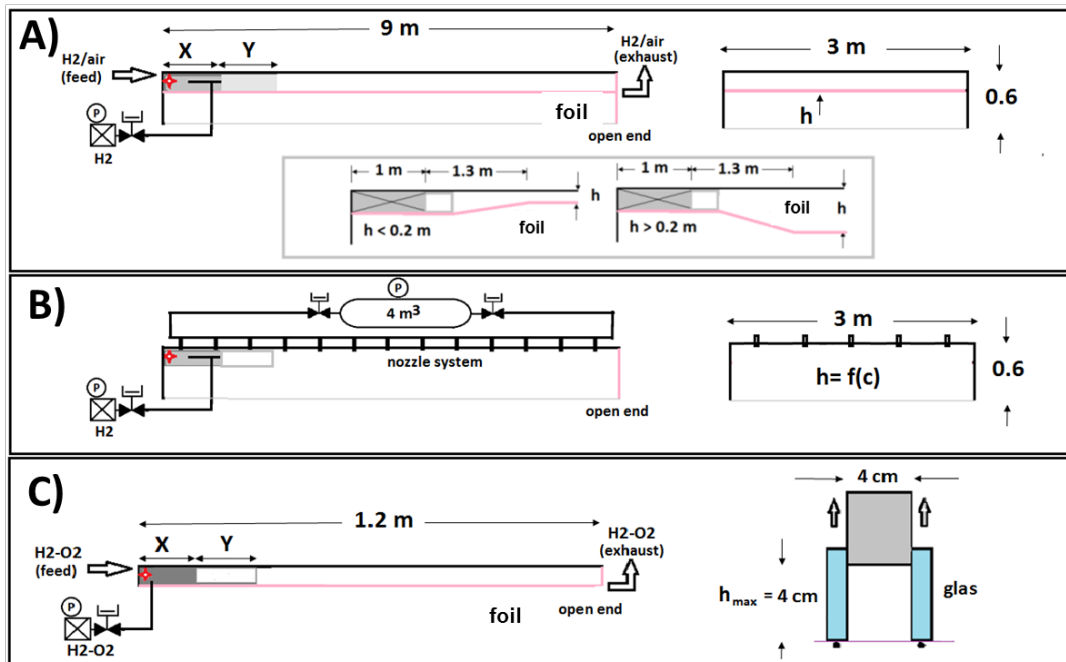 A)
9 m
H2/air
(feed)
X
Y
H2/air
(exhaust)
P
H2
foil
open end
3 m
h
0.6
1 m
1.3 m
h
h < 0.2 m
foil
1 m
1.3 m
foil
h
h > 0.2 m
B)
P
4 m3
nozzle system
P
H2
open end
3 m
h= f(c)
0.6
C)
1.2 m
H2-O2
(feed)
X
Y
H2-O2
(exhaust)
P
H2-O2
foil
open end
4 cm
hmax = 4 cm
glas